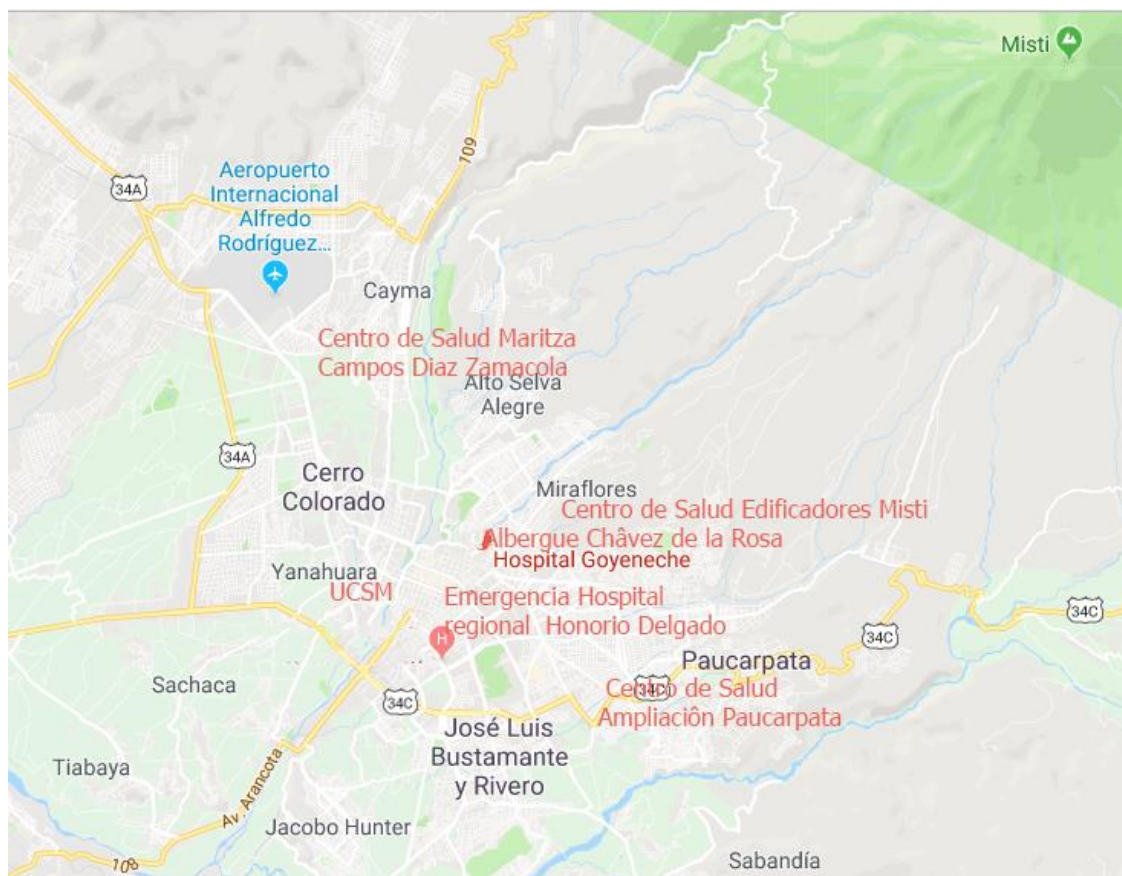 Misti
109
34A
Aeropuerto
Internacional
Alfredo
Rodríguez...
Cayma
Centro de Salud Maritza
Campos Diaz Zamacola
Alto Selva
Alegre
34A
Cerro
Colorado
Miraflores
Centro de Salud Edificadores Misti
Albergue Châvez de la Rosa
Hospital Goyeneche
Yanahuara
UCSM
Emergencia Hospital
regional Honorio Delgado
H
34C
34C
Paucarpata
Sachaca
Centro de Salud
34C
Ampliaciôn Paucarpata
34C
José Luis
Bustamante
y Rivero
Tiabaya
Av. Arancota
Jacobo Hunter
108
Sabandía